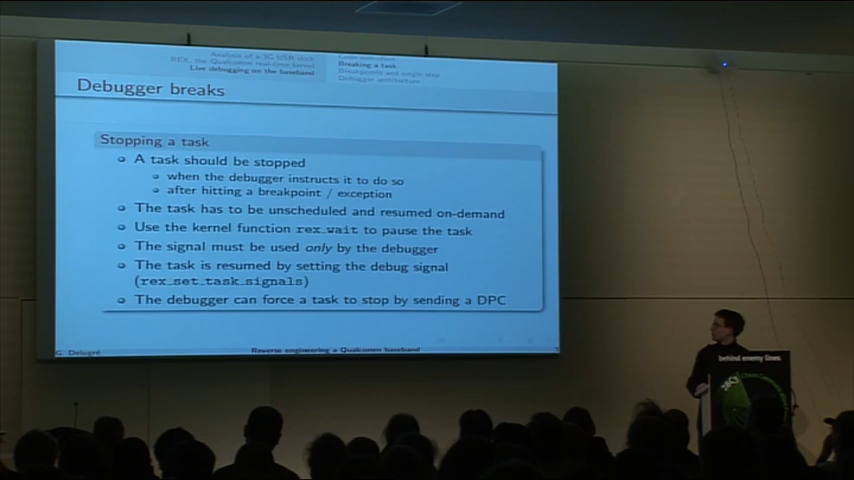 Analysis of a 3G USB stick
REX, the Qualcomm real-time kernel
Live debugging on the baseband
Breaking a task
Breakpoints and single step
Debugger architecture
Debugger breaks
Stopping a task
A task should be stopped
when the debugger instructs it to do so
after hitting a breakpoint / exception
The task has to be unscheduled and resumed on-demand
Use the kernel function rex_wait to pause the task
The signal must be used only by the debugger
The task is resumed by setting the debug signal
(rex_set_task_signals)
The debugger can force a task to stop by sending a DPC
G. Delugré
Reverse engineering a Qualcomm baseband
behind enemy lines